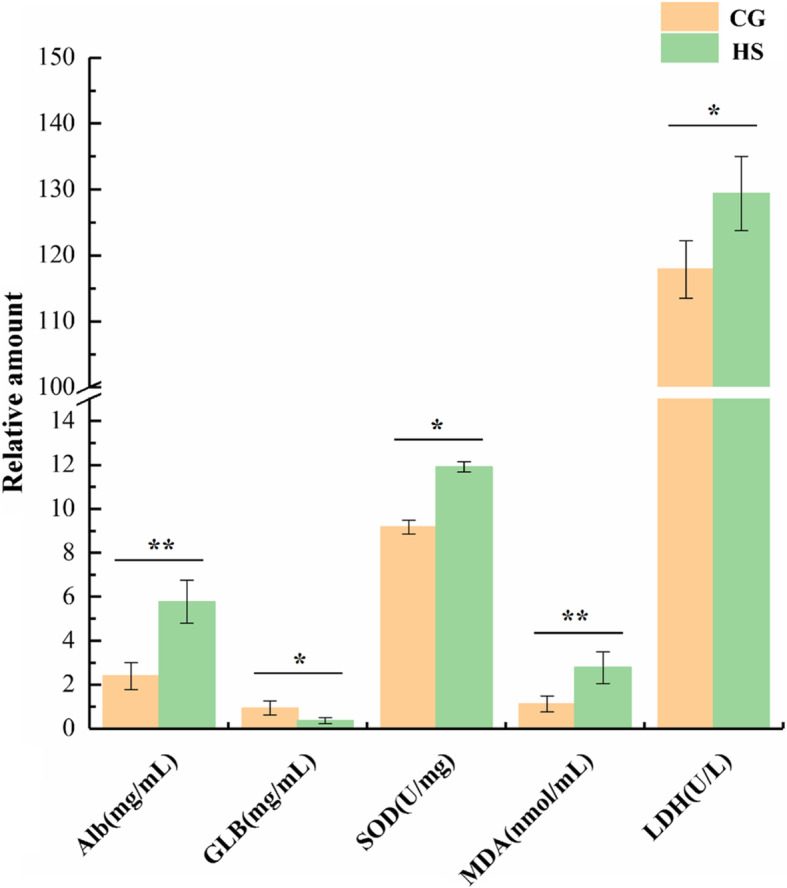 CG
HS
150
140
130
120
110
100
14
12
10
8
6
4
2
0
Relative amount
*
*
**
**
*
Alb(mg/mL)
GLB(mg/mL)
SOD(U/mg)
MDA(nmol/mL)
LDH(U/L)